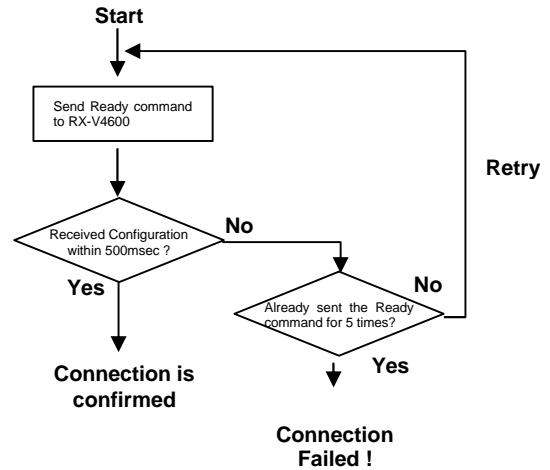 Start
Send Ready command
to RX-V4600
Retry
Received Configuration
within 500msec ?
No
Yes
No
Already sent the Ready
command for 5 times?
Yes
Connection is
confirmed
Connection
Failed !